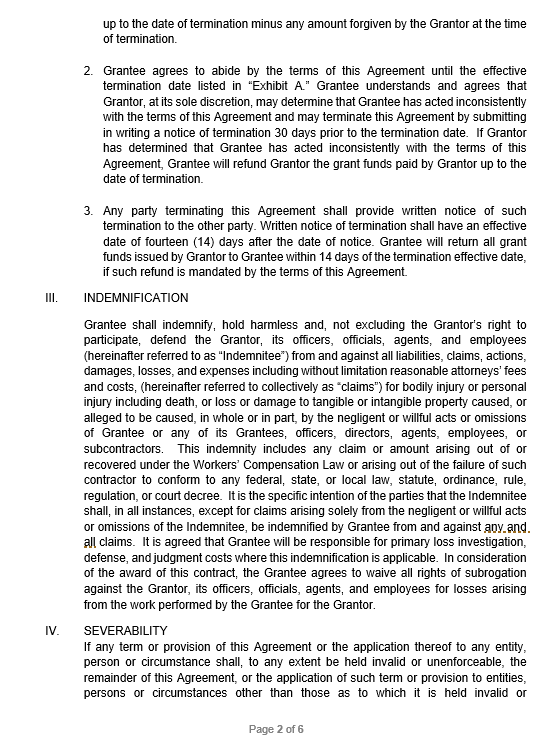 up to the date of termination minus any amount forgiven by the Grantor at the time
of termination.
2. Grantee agrees to abide by the terms of this Agreement until the effective
termination date listed in “Exhibit A.” Grantee understands and agrees that
Grantor, at its sole discretion, may determine that Grantee has acted inconsistently
with the terms of this Agreement and may terminate this Agreement by submitting
in writing a notice of termination 30 days prior to the termination date. If Grantor
has determined that Grantee has acted inconsistently with the terms of this
Agreement, Grantee will refund Grantor the grant funds paid by Grantor up to the
date of termination.
3. Any party terminating this Agreement shall provide written notice of such
termination to the other party. Written notice of termination shall have an effective
date of fourteen (14) days after the date of notice. Grantee will return all grant
funds issued by Grantor to Grantee within 14 days of the termination effective date,
if such refund is mandated by the terms of this Agreement.
III. INDEMNIFICATION
Grantee shall indemnify, hold harmless and, not excluding the Grantor’s right to
participate, defend the Grantor, its officers, officials, agents, and employees
(hereinafter referred to as “Indemnitee”) from and against all liabilities, claims, actions,
damages, losses, and expenses including without limitation reasonable attorneys’ fees
and costs, (hereinafter referred to collectively as “claims”) for bodily injury or personal
injury including death, or loss or damage to tangible or intangible property caused, or
alleged to be caused, in whole or in part, by the negligent or willful acts or omissions
of Grantee or any of its Grantees, officers, directors, agents, employees, or
subcontractors. This indemnity includes any claim or amount arising out of or
recovered under the Workers’ Compensation Law or arising out of the failure of such
contractor to conform to any federal, state, or local law, statute, ordinance, rule,
regulation, or court decree. It is the specific intention of the parties that the Indemnitee
shall, in all instances, except for claims arising solely from the negligent or willful acts
or omissions of the Indemnitee, be indemnified by Grantee from and against any and
all claims. It is agreed that Grantee will be responsible for primary loss investigation,
defense, and judgment costs where this indemnification is applicable. In consideration
of the award of this contract, the Grantee agrees to waive all rights of subrogation
against the Grantor, its officers, officials, agents, and employees for losses arising
from the work performed by the Grantee for the Grantor.
IV. SEVERABILITY
If any term or provision of this Agreement or the application thereof to any entity,
person or circumstance shall, to any extent be held invalid or unenforceable, the
remainder of this Agreement, or the application of such term or provision to entities,
persons or circumstances other than those as to which it is held invalid or
Page 2 of 6